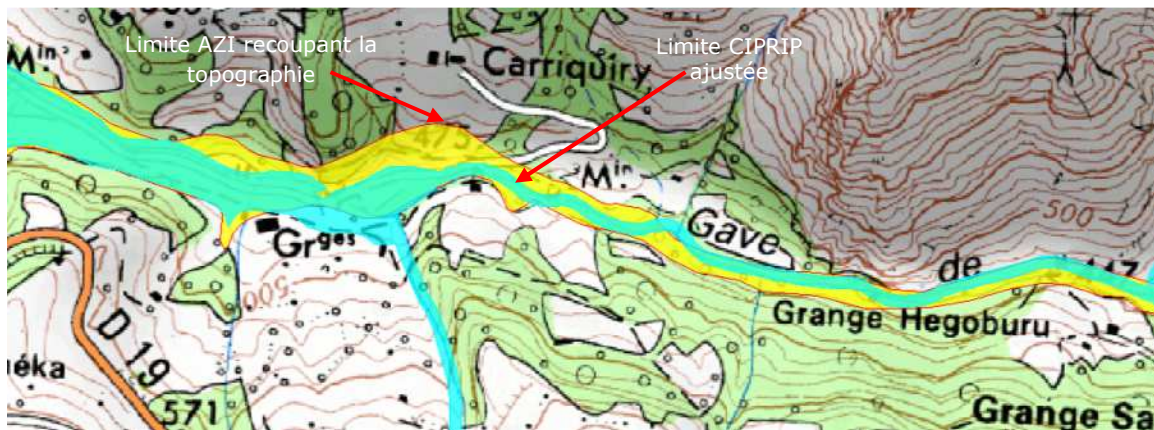 Limite AZI recoupant la
topographie
Limite CIPRIP
ajustée
Min
Carriquiry
475
Min
500
Gave
de
Grges
500
D 19
Grange Hegoburu
571
Grange Sa